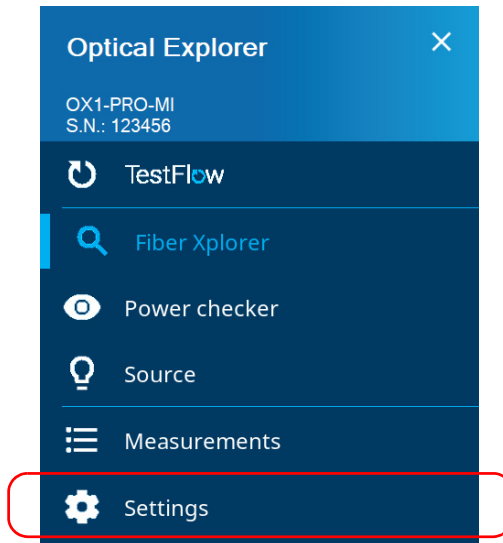 Optical Explorer
OX1-PRO-MI
S.N.: 123456
TestFlow
Fiber Xplorer
Power checker
Source
Measurements
Settings